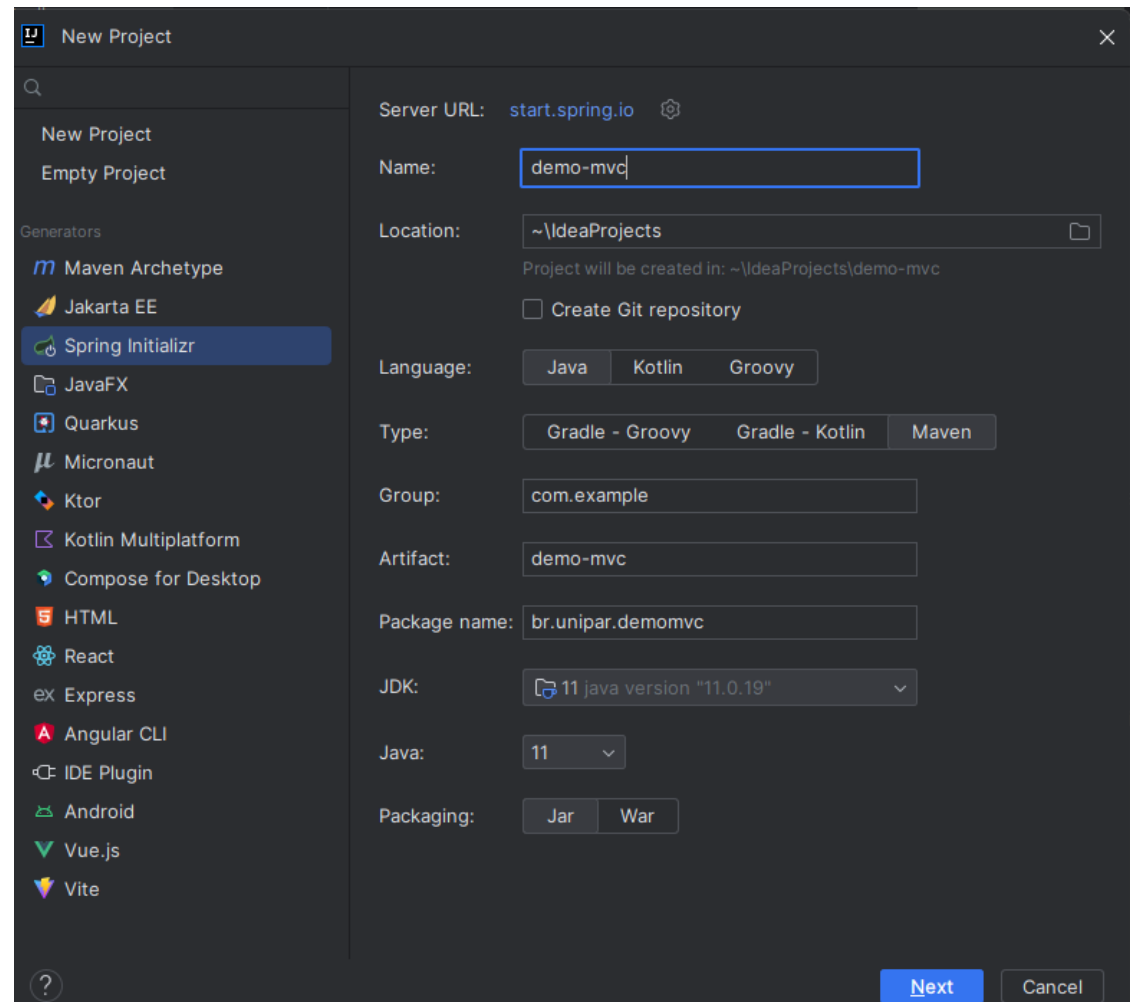 New Project
New Project
Empty Project
Generators
Maven Archetype
Jakarta EE
Spring Initializr
JavaFX
Quarkus
Micronaut
Ktor
Kotlin Multiplatform
Compose for Desktop
HTML
React
ex Express
Angular CLI
IDE Plugin
Android
Vue.js
Vite
Server URL: start.spring.io
Name: demo-mvc
Location: ~\IdeaProjects
Project will be created in: ~\IdeaProjects\demo-mvc
Create Git repository
Language: Java Kotlin Groovy
Type: Gradle - Groovy Gradle - Kotlin Maven
Group: com.example
Artifact: demo-mvc
Package name: br.unipar.demomvc
JDK: 11 java version "11.0.19"
Java: 11
Packaging: Jar War
? Next Cancel